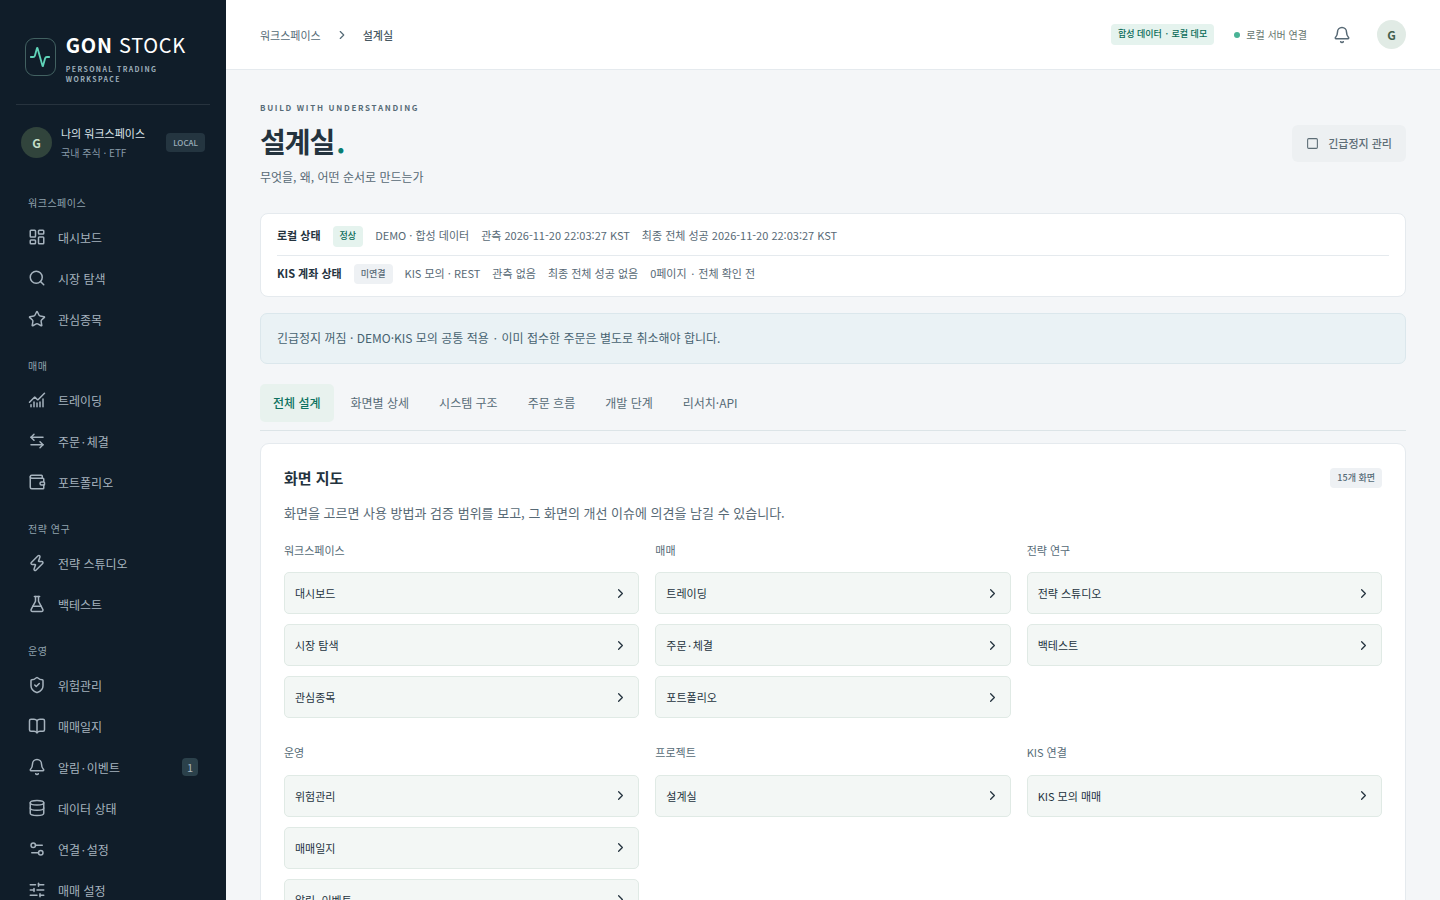 GON STOCK
PERSONAL TRADING
WORKSPACE
G
나의 워크스페이스
국내 주식 · ETF
LOCAL
워크스페이스
대시보드
시장 탐색
관심종목
매매
트레이딩
주문·체결
포트폴리오
전략 연구
전략 스튜디오
백테스트
운영
위험관리
매매일지
알림·이벤트
1
데이터 상태
연결·설정
매매 설정
워크스페이스 > 설계실
합성 데이터 · 로컬 데모
로컬 서버 연결
G
BUILD WITH UNDERSTANDING
설계실.
무엇을, 왜, 어떤 순서로 만드는가
긴급정지 관리
로컬 상태 정상 DEMO · 합성 데이터 관측 2026-11-20 22:03:27 KST 최종 전체 성공 2026-11-20 22:03:27 KST
KIS 계좌 상태 미연결 KIS 모의 · REST 관측 없음 최종 전체 성공 없음 0페이지 · 전체 확인 전
긴급정지 꺼짐 · DEMO·KIS 모의 공통 적용 · 이미 접수한 주문은 별도로 취소해야 합니다.
전체 설계 화면별 상세 시스템 구조 주문 흐름 개발 단계 리서치·API
화면 지도
15개 화면
화면을 고르면 사용 방법과 검증 범위를 보고, 그 화면의 개선 이슈에 의견을 남길 수 있습니다.
워크스페이스
대시보드
시장 탐색
관심종목
매매
트레이딩
주문·체결
포트폴리오
전략 연구
전략 스튜디오
백테스트
운영
위험관리
매매일지
알림·이벤트
프로젝트
설계실
KIS 연결
KIS 모의 매매